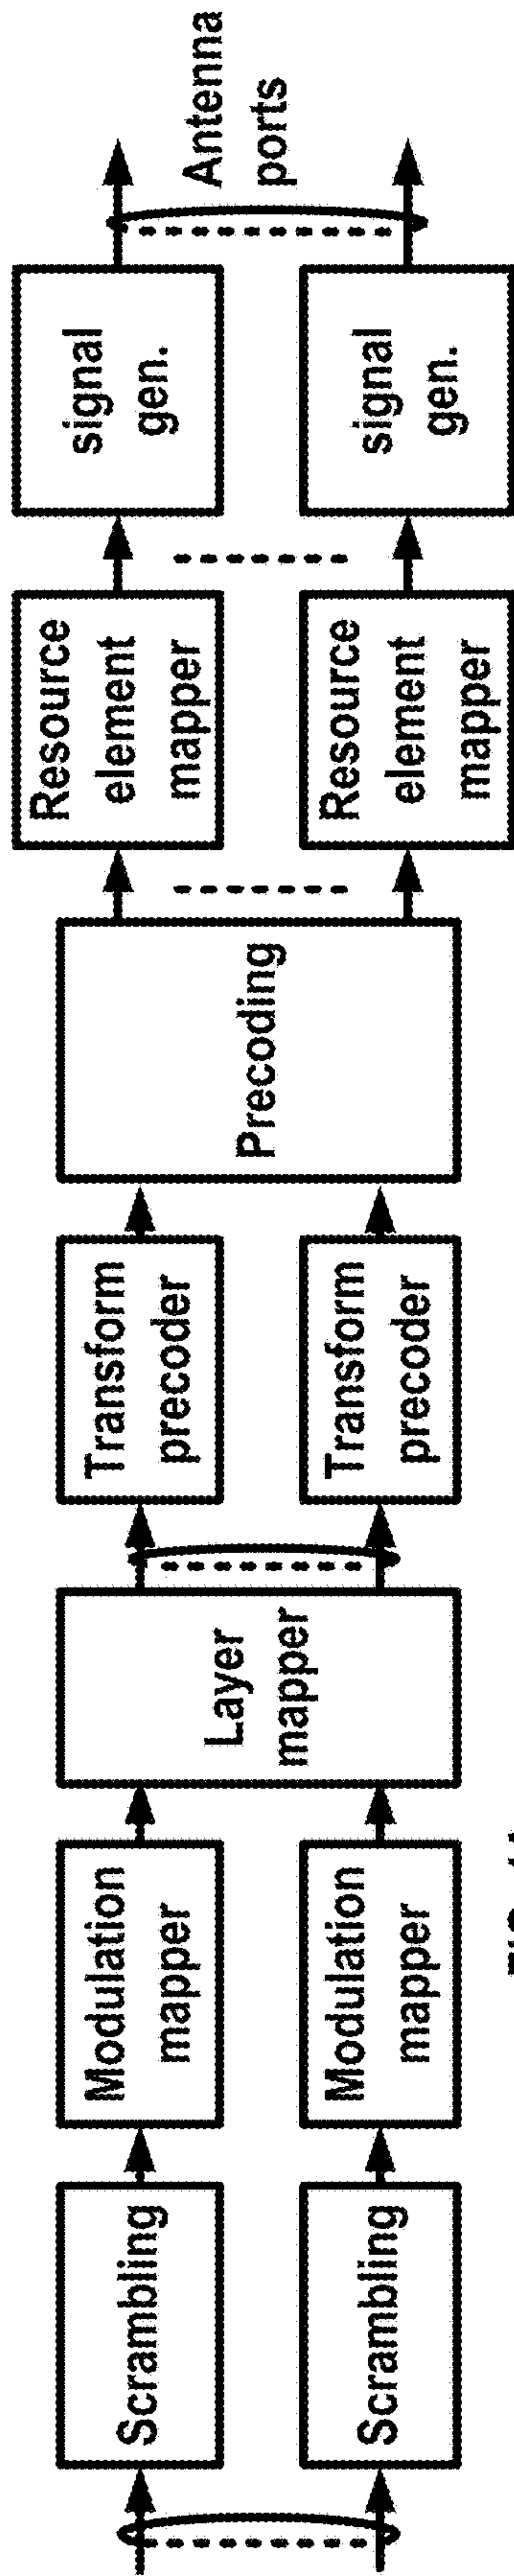 Scrambling
Scrambling
Modulation
mapper
Modulation
mapper
Layer
mapper
Transform
precoder
Transform
precoder
Precoding
Resource
element
mapper
Resource
element
mapper
signal
gen.
signal
gen.
Antenna
ports